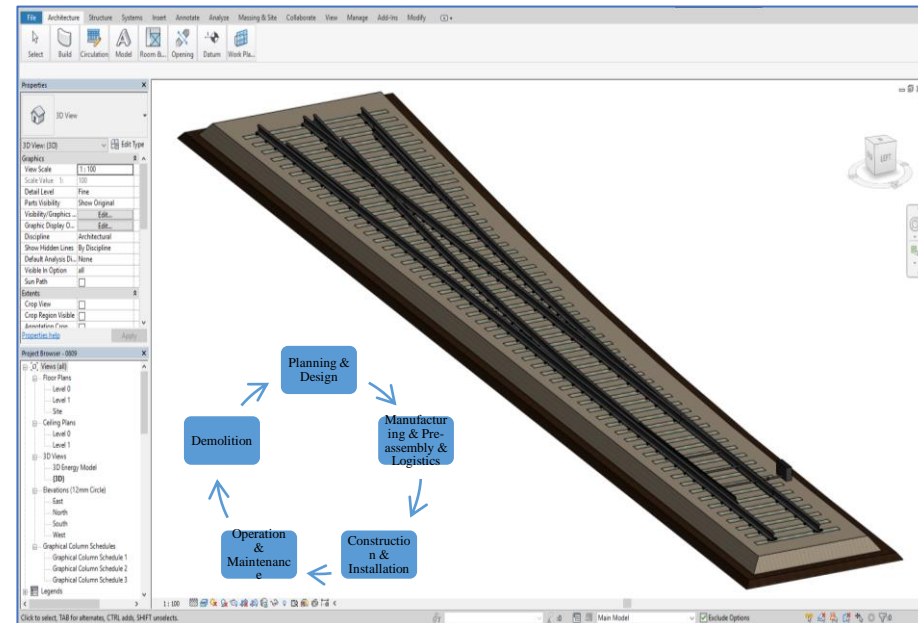 File Architecture Structure Systems Insert Annotate Analyze Massing & Site Collaborate View Manage Add-Ins Modify
Select Build Circulation Model Room &... Opening Datum Work Pla...
Properties
3D View
3D View: (3D) Edit Type
Graphics
View Scale 1 : 100
Scale Value 1: 100
Detail Level Fine
Parts Visibility Show Original
Visibility/Graphics ... Edit...
Graphic Display O... Edit...
Discipline Architectural
Show Hidden Lines By Discipline
Default Analysis Di... None
Visible In Option all
Sun Path
Extents
Crop View
Crop Region Visible
Annotation Crop
Properties help Apply
Project Browser - 0809
Views (all)
Floor Plans
Level 0
Level 1
Site
Ceiling Plans
Level 0
Level 1
3D Views
3D Energy Model
(3D)
Elevations (12mm Circle)
East
North
South
West
Graphical Column Schedules
Graphical Column Schedule 1
Graphical Column Schedule 2
Graphical Column Schedule 3
Legends
LEFT
Planning &
Design
Manufactur
ing & Pre-
assembly &
Logistics
Constructio
n &
Installation
Operation
&
Maintenanc
e
Demolition
1 : 100
Click to select, TAB for alternates, CTRL adds, SHIFT unselects.
:0
Main Model
Exclude Options
:0